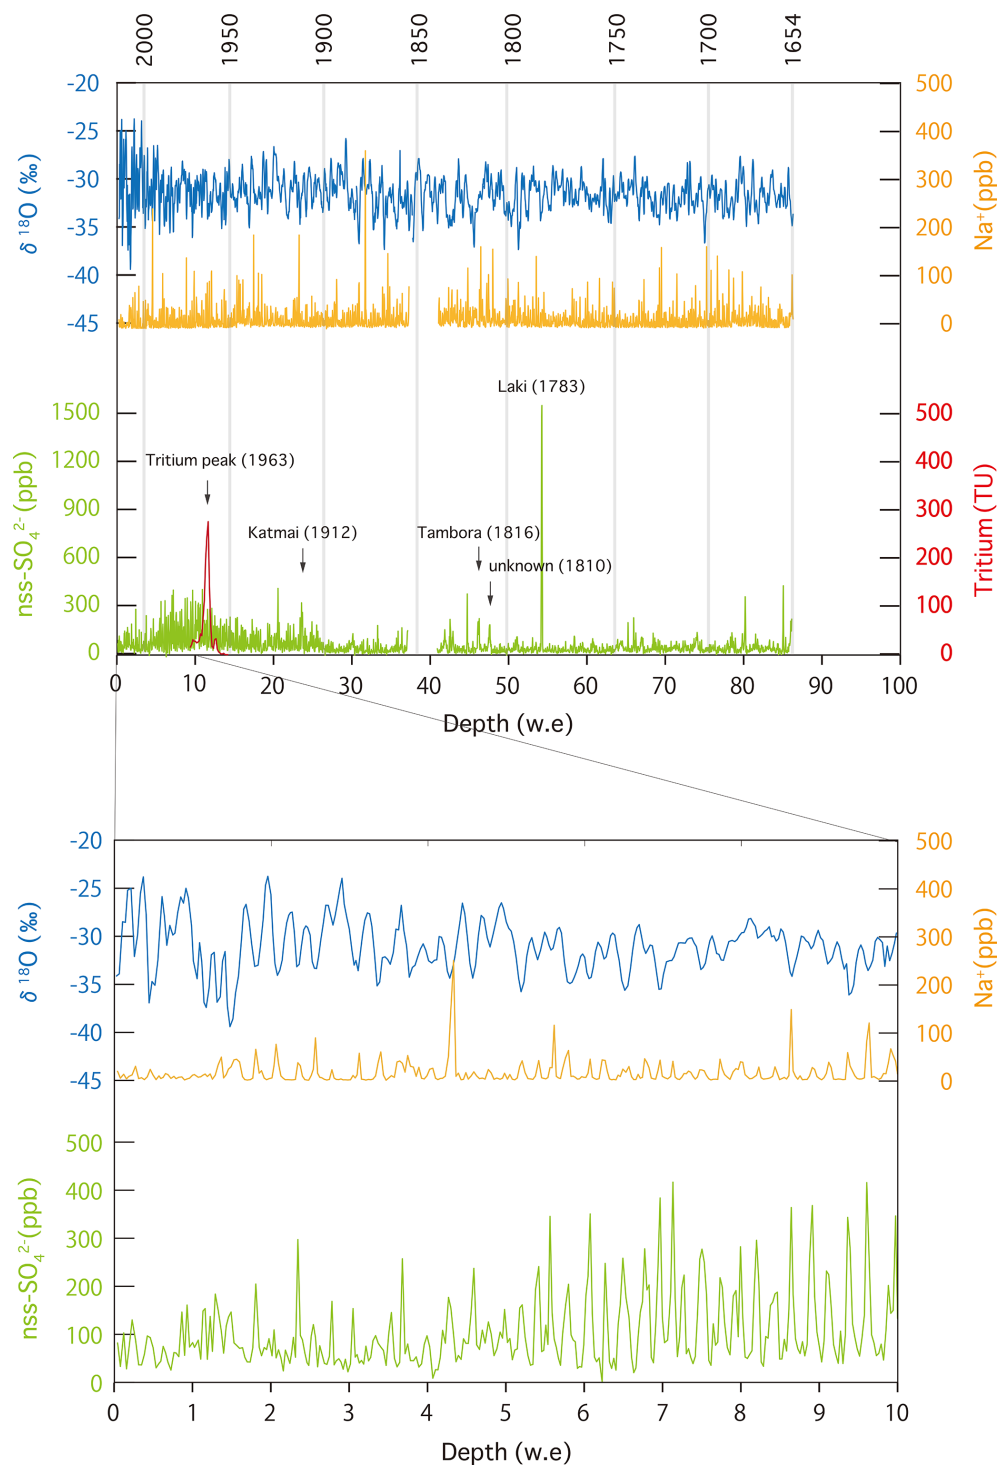 2000 1950 1900 1850 1800 1750 1700 1654
-20 500
-25 400
-30 300
-35 200
-40 100
-45 0
δ ¹⁸O (‰)
Na⁺(ppb)
Laki (1783)
1500 500
1200 400
900 300
600 200
300 100
0 0
nss-SO₄²⁻(ppb)
Tritium (TU)
Tritium peak (1963)
Katmai (1912)
Tambora (1816)
unknown (1810)
0 10 20 30 40 50 60 70 80 90 100
Depth (w.e)
-20 500
-25 400
-30 300
-35 200
-40 100
-45 0
δ ¹⁸O (‰)
Na⁺(ppb)
500
400
300
200
100
0
nss-SO₄²⁻(ppb)
0 1 2 3 4 5 6 7 8 9 10
Depth (w.e)